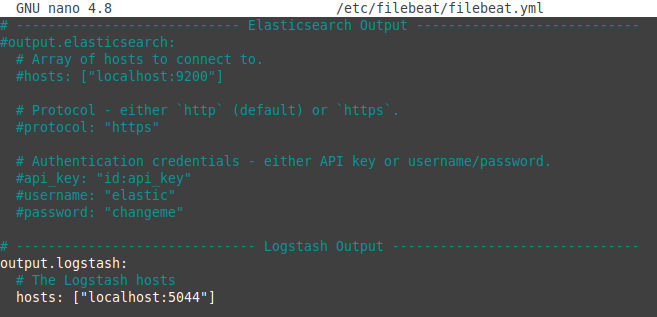 GNU nano 4.8 /etc/filebeat/filebeat.yml
# ---------------------------- Elasticsearch Output ----------------------------
#output.elasticsearch:
  # Array of hosts to connect to.
  #hosts: ["localhost:9200"]

  # Protocol - either `http` (default) or `https`.
  #protocol: "https"

  # Authentication credentials - either API key or username/password.
  #api_key: "id:api_key"
  #username: "elastic"
  #password: "changeme"

# ------------------------------ Logstash Output -------------------------------
output.logstash:
  # The Logstash hosts
  hosts: ["localhost:5044"]